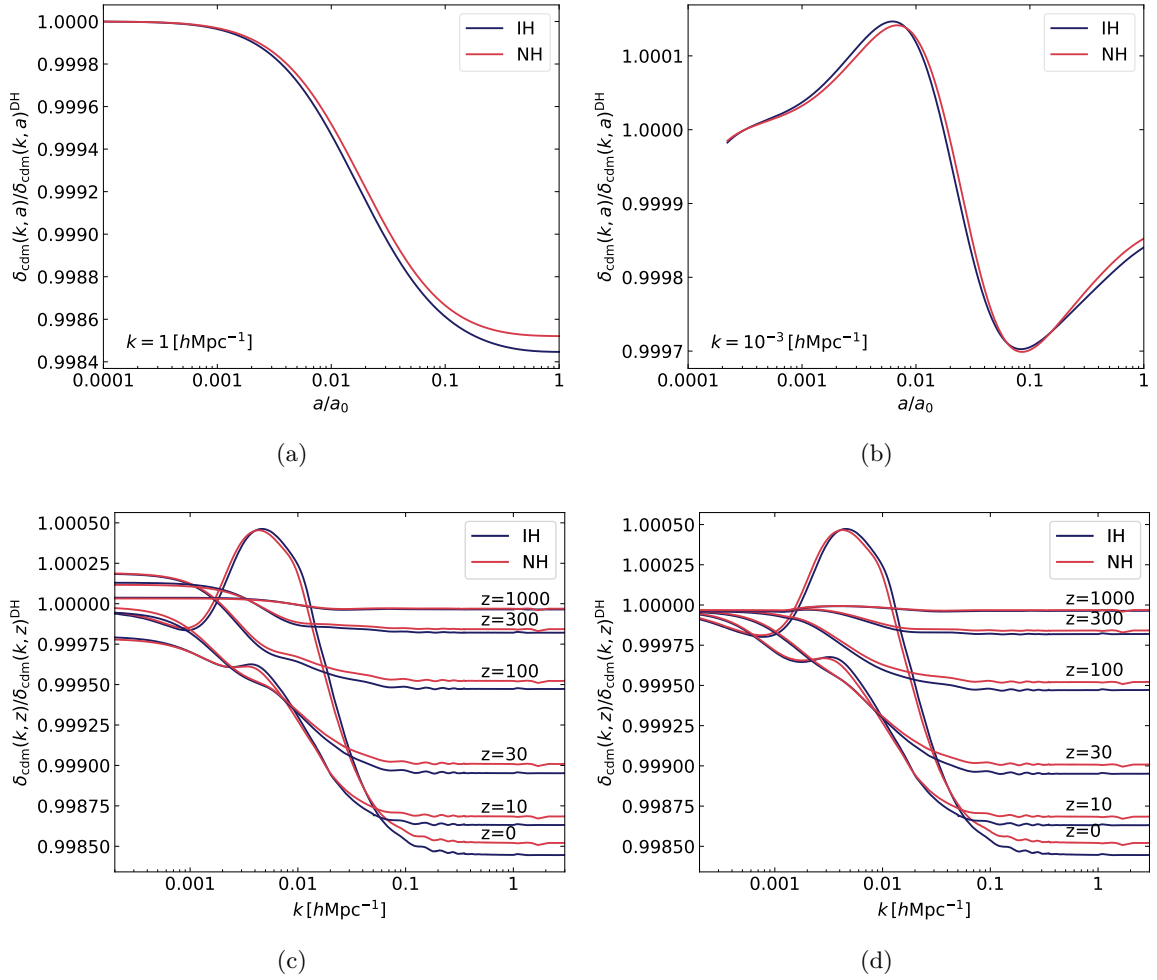 1.0000
0.9998
0.9996
0.9994
0.9992
0.9990
0.9988
0.9986
0.9984
δcdm(k, a)/δcdm(k, a)^DH
IH
NH
k = 1 [hMpc⁻¹]
0.0001 0.001 0.01 0.1 1
a/a₀
(a)
1.0001
1.0000
0.9999
0.9998
0.9997
δcdm(k, a)/δcdm(k, a)^DH
IH
NH
k = 10⁻³ [hMpc⁻¹]
0.0001 0.001 0.01 0.1 1
a/a₀
(b)
1.00050
1.00025
1.00000
0.99975
0.99950
0.99925
0.99900
0.99875
0.99850
δcdm(k, z)/δcdm(k, z)^DH
IH
NH
z=1000
z=300
z=100
z=30
z=10
z=0
0.001 0.01 0.1 1
k [hMpc⁻¹]
(c)
1.00050
1.00025
1.00000
0.99975
0.99950
0.99925
0.99900
0.99875
0.99850
δcdm(k, z)/δcdm(k, z)^DH
IH
NH
z=1000
z=300
z=100
z=30
z=10
z=0
0.001 0.01 0.1 1
k [hMpc⁻¹]
(d)